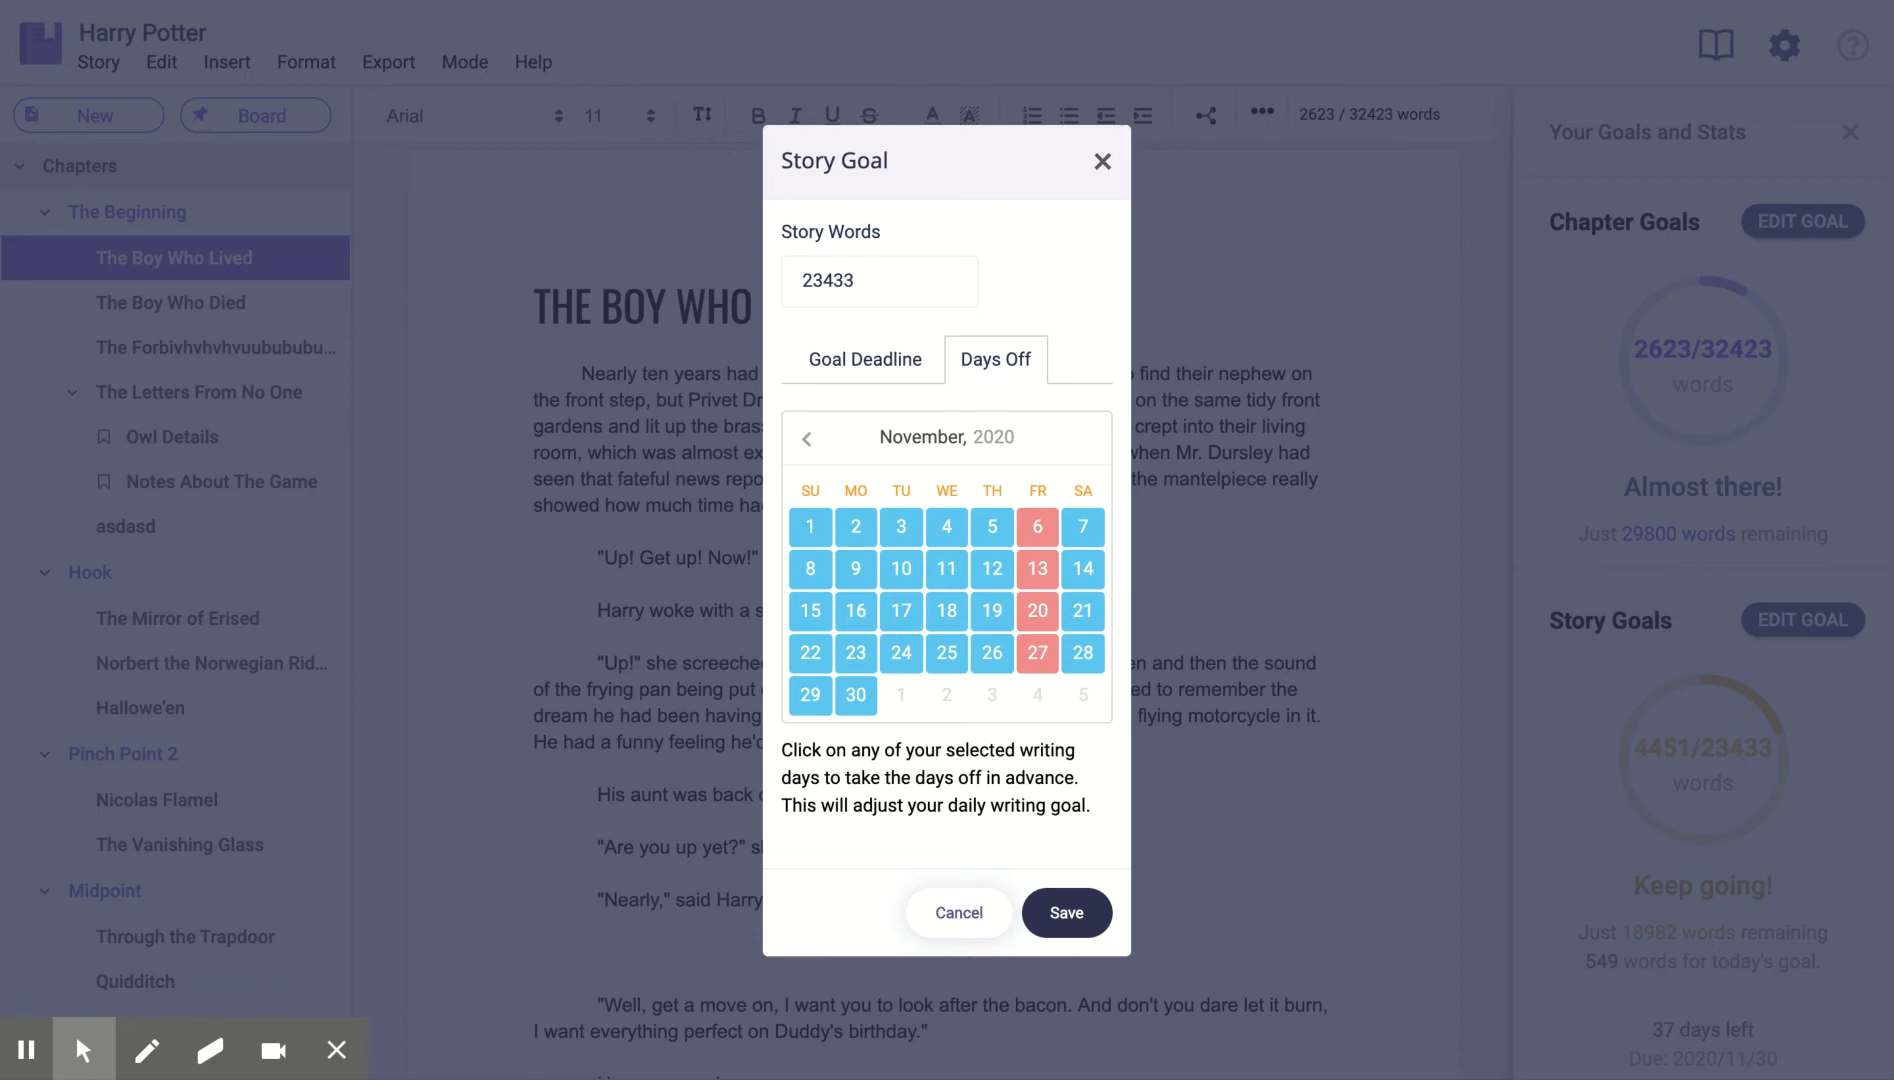 Harry Potter
Story Edit Insert Format Export Mode Help
New Board
Arial 11 2623 / 32423 words
Chapters
The Beginning
The Boy Who Lived
The Boy Who Died
The Forbivhvhvhvuubububu...
The Letters From No One
Owl Details
Notes About The Game
asdasd
Hook
The Mirror of Erised
Norbert the Norwegian Rid...
Hallowe'en
Pinch Point 2
Nicolas Flamel
The Vanishing Glass
Midpoint
Through the Trapdoor
Quidditch
THE BOY WHO
Nearly ten years had
find their nephew on
the front step, but Privet Dr
on the same tidy front
gardens and lit up the bras
crept into their living
room, which was almost ex
when Mr. Dursley had
seen that fateful news repo
the mantelpiece really
showed how much time ha
"Up! Get up! Now!"
Harry woke with a s
"Up!" she screeche
en and then the sound
of the frying pan being put
ed to remember the
dream he had been having
flying motorcycle in it.
He had a funny feeling he'd
His aunt was back
"Are you up yet?" s
"Nearly," said Harry
"Well, get a move on, I want you to look after the bacon. And don't you dare let it burn,
I want everything perfect on Duddy's birthday."
Story Goal
Story Words
23433
Goal Deadline Days Off
November, 2020
SU MO TU WE TH FR SA
1 2 3 4 5 6 7
8 9 10 11 12 13 14
15 16 17 18 19 20 21
22 23 24 25 26 27 28
29 30 1 2 3 4 5
Click on any of your selected writing
days to take the days off in advance.
This will adjust your daily writing goal.
Cancel Save
Your Goals and Stats
Chapter Goals EDIT GOAL
2623/32423
words
Almost there!
Just 29800 words remaining
Story Goals EDIT GOAL
4451/23433
words
Keep going!
Just 18982 words remaining
549 words for today's goal.
37 days left
Due: 2020/11/30